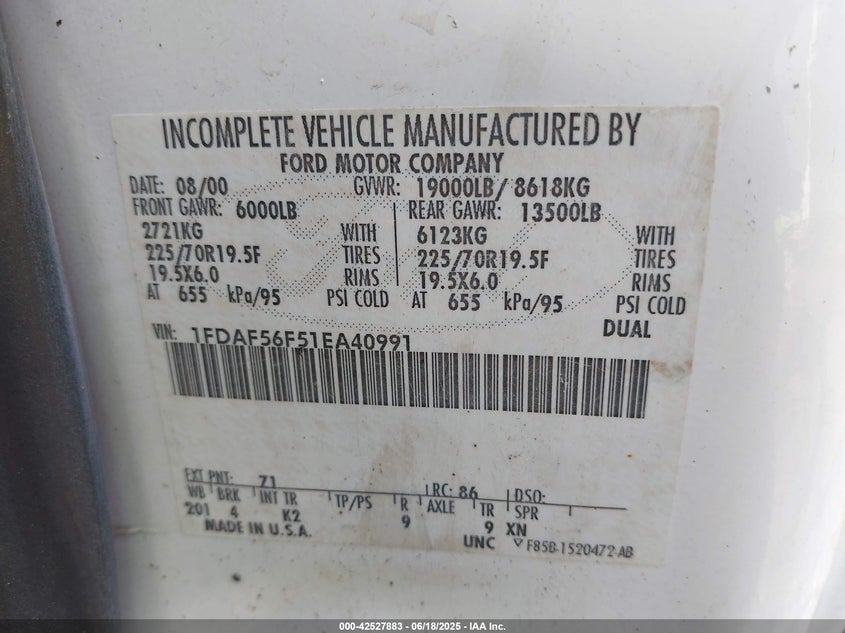 INCOMPLETE VEHICLE MANUFACTURED BY
FORD MOTOR COMPANY
DATE: 08/00 GVWR: 19000LB/ 8618KG
FRONT GAWR: 6000LB REAR GAWR: 13500LB
2721KG WITH 6123KG WITH
225/70R19.5F TIRES 225/70R19.5F TIRES
19.5X6.0 RIMS 19.5X6.0 RIMS
AT 655 kPa/95 PSI COLD AT 655 kPa/95 PSI COLD
DUAL
VIN: 1FDAF56F51EA40991
EXT PNT: 71 RC: 86 DSO:
WB BRK INT TR TP/PS R AXLE TR SPR
201 4 K2 9 9 XN
MADE IN U.S.A. UNC F85B-1520472-AB
000-42527883 - 06/18/2025 - IAA Inc.